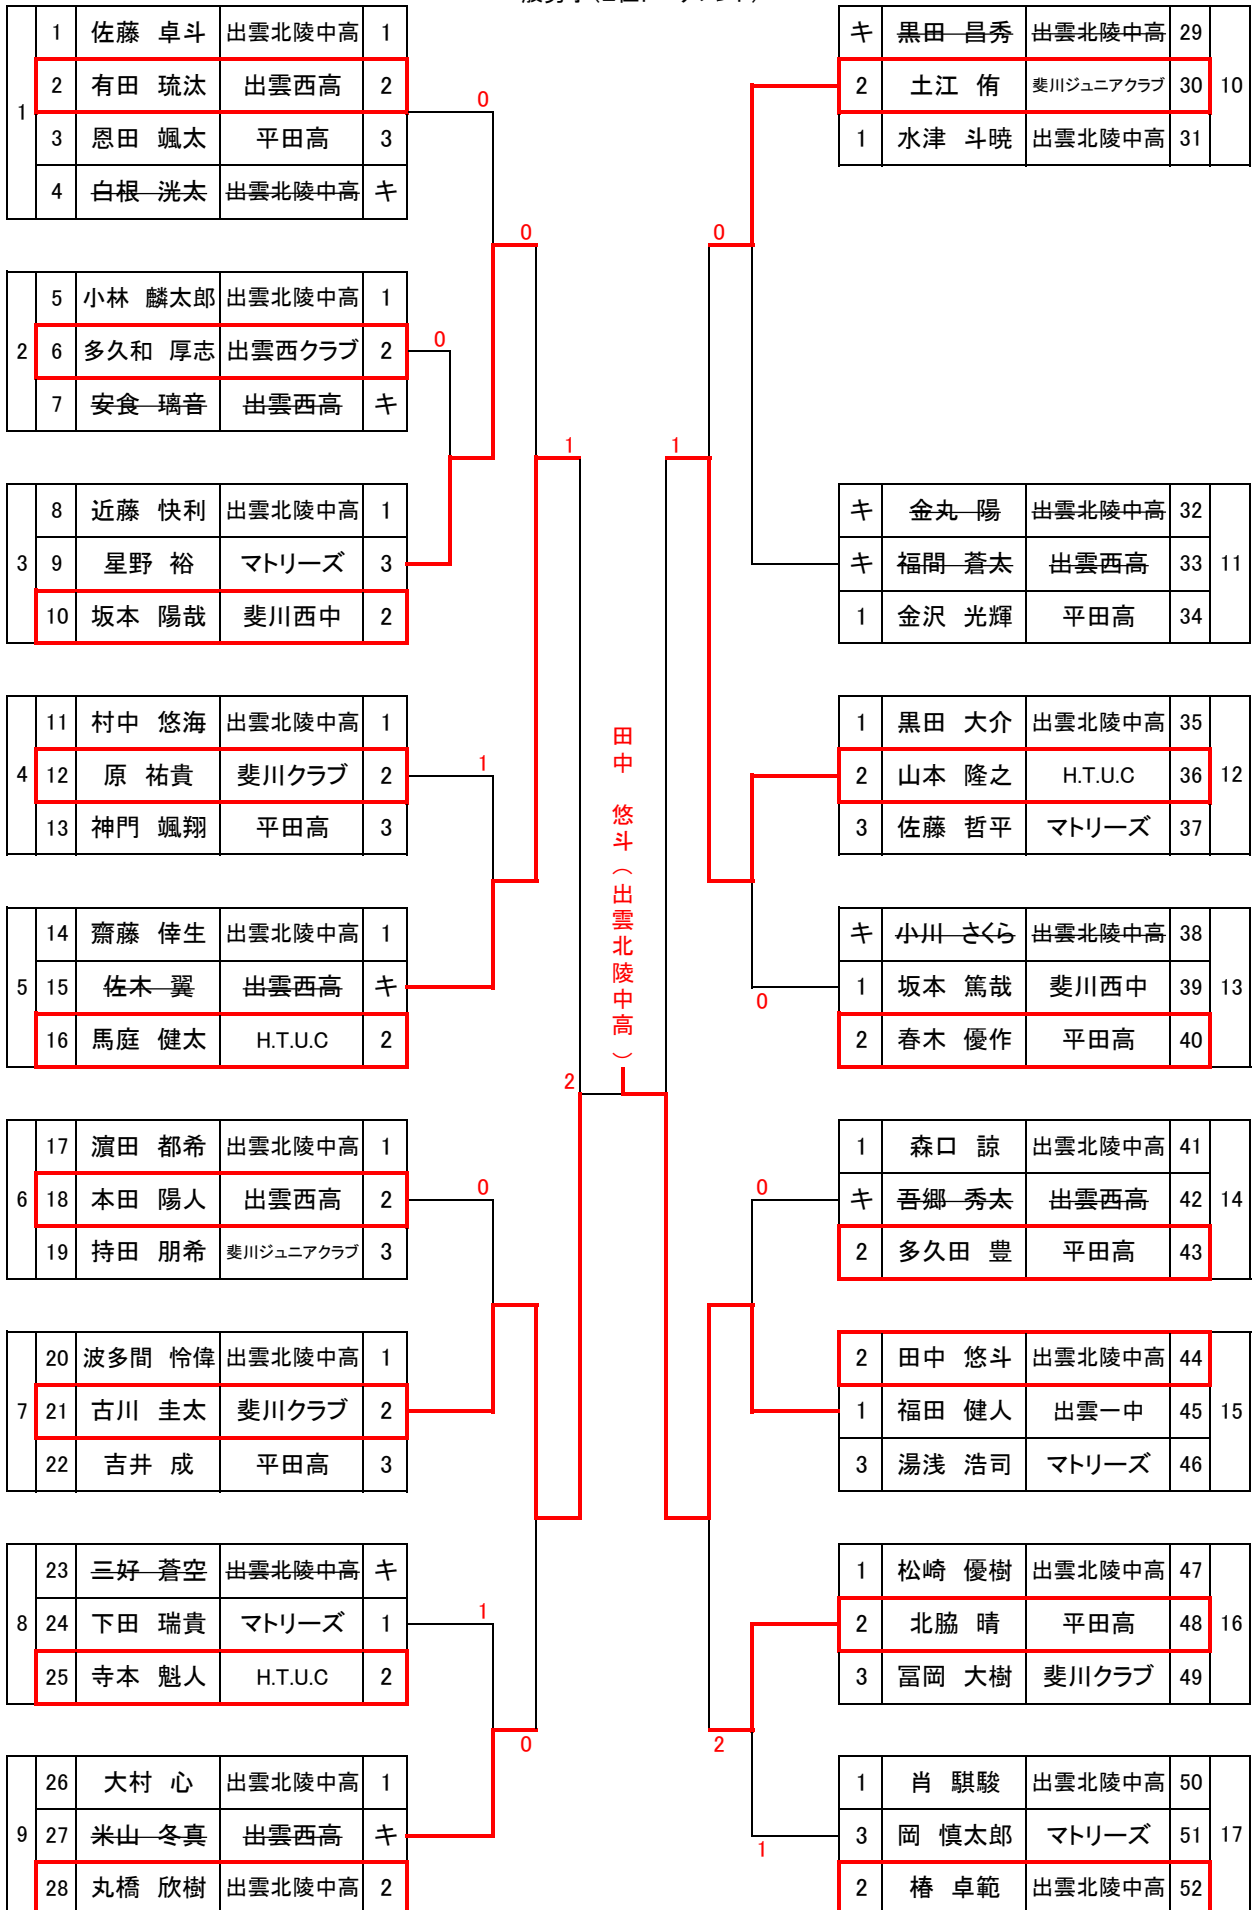 1 佐藤 卓斗 出雲北陵中高 1
2 有田 琉汰 出雲西高 2
1
3 恩田 颯太 平田高 3
4 白根 洸太 出雲北陵中高 キ
0
0
5 小林 麟太郎 出雲北陵中高 1
2 6 多久和 厚志 出雲西クラブ 2
7 安食 璃音 出雲西高 キ
0
1
8 近藤 快利 出雲北陵中高 1
3 9 星野 裕 マトリーズ 3
10 坂本 陽哉 斐川西中 2
11 村中 悠海 出雲北陵中高 1
4 12 原 祐貴 斐川クラブ 2
13 神門 颯翔 平田高 3
1
14 齋藤 倖生 出雲北陵中高 1
5 15 佐木 翼 出雲西高 キ
16 馬庭 健太 H.T.U.C 2
2
17 濵田 都希 出雲北陵中高 1
6 18 本田 陽人 出雲西高 2
19 持田 朋希 斐川ジュニアクラブ 3
0
20 波多間 怜偉 出雲北陵中高 1
7 21 古川 圭太 斐川クラブ 2
22 吉井 成 平田高 3
23 三好 蒼空 出雲北陵中高 キ
8 24 下田 瑞貴 マトリーズ 1
25 寺本 魁人 H.T.U.C 2
1
0
26 大村 心 出雲北陵中高 1
9 27 米山 冬真 出雲西高 キ
28 丸橋 欣樹 出雲北陵中高 2
田中 悠斗(出雲北陵中高)
キ 黒田 昌秀 出雲北陵中高 29
2 土江 侑 斐川ジュニアクラブ 30 10
1 水津 斗暁 出雲北陵中高 31
0
1
キ 金丸 陽 出雲北陵中高 32
キ 福間 蒼太 出雲西高 33 11
1 金沢 光輝 平田高 34
1 黒田 大介 出雲北陵中高 35
2 山本 隆之 H.T.U.C 36 12
3 佐藤 哲平 マトリーズ 37
キ 小川 さくら 出雲北陵中高 38
1 坂本 篤哉 斐川西中 39 13
2 春木 優作 平田高 40
0
1 森口 諒 出雲北陵中高 41
キ 吾郷 秀太 出雲西高 42 14
2 多久田 豊 平田高 43
0
2 田中 悠斗 出雲北陵中高 44
1 福田 健人 出雲一中 45 15
3 湯浅 浩司 マトリーズ 46
1 松崎 優樹 出雲北陵中高 47
2 北脇 晴 平田高 48 16
3 冨岡 大樹 斐川クラブ 49
2
1 肖 騏駿 出雲北陵中高 50
3 岡 慎太郎 マトリーズ 51 17
2 椿 卓範 出雲北陵中高 52
1